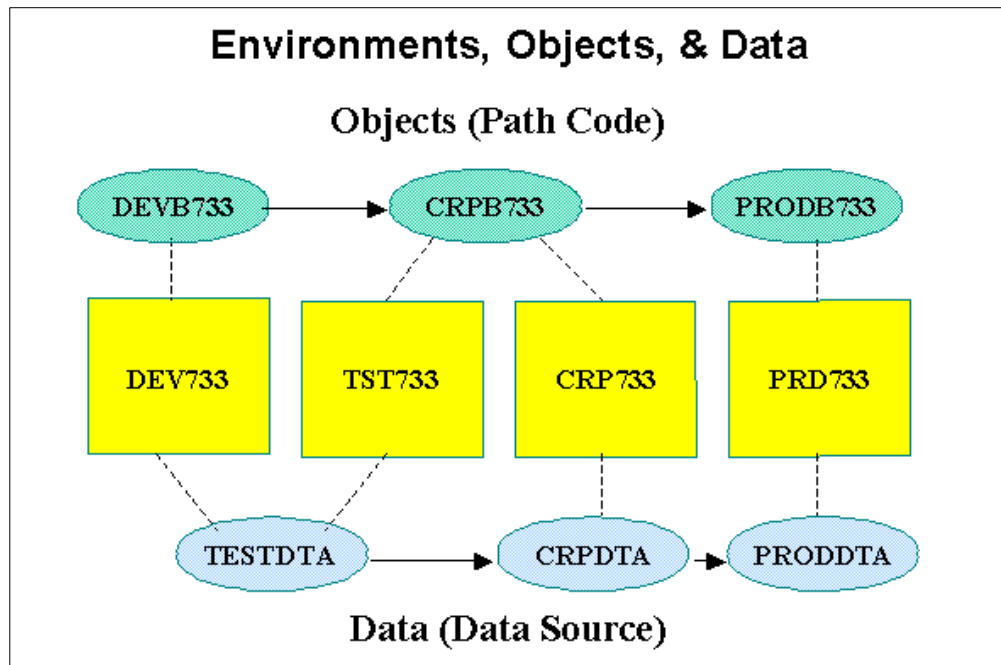 Environments, Objects, & Data
Objects (Path Code)
DEVB733
CRPB733
PRODB733
DEV733
TST733
CRP733
PRD733
TESTDTA
CRPDTA
PRODDTA
Data (Data Source)